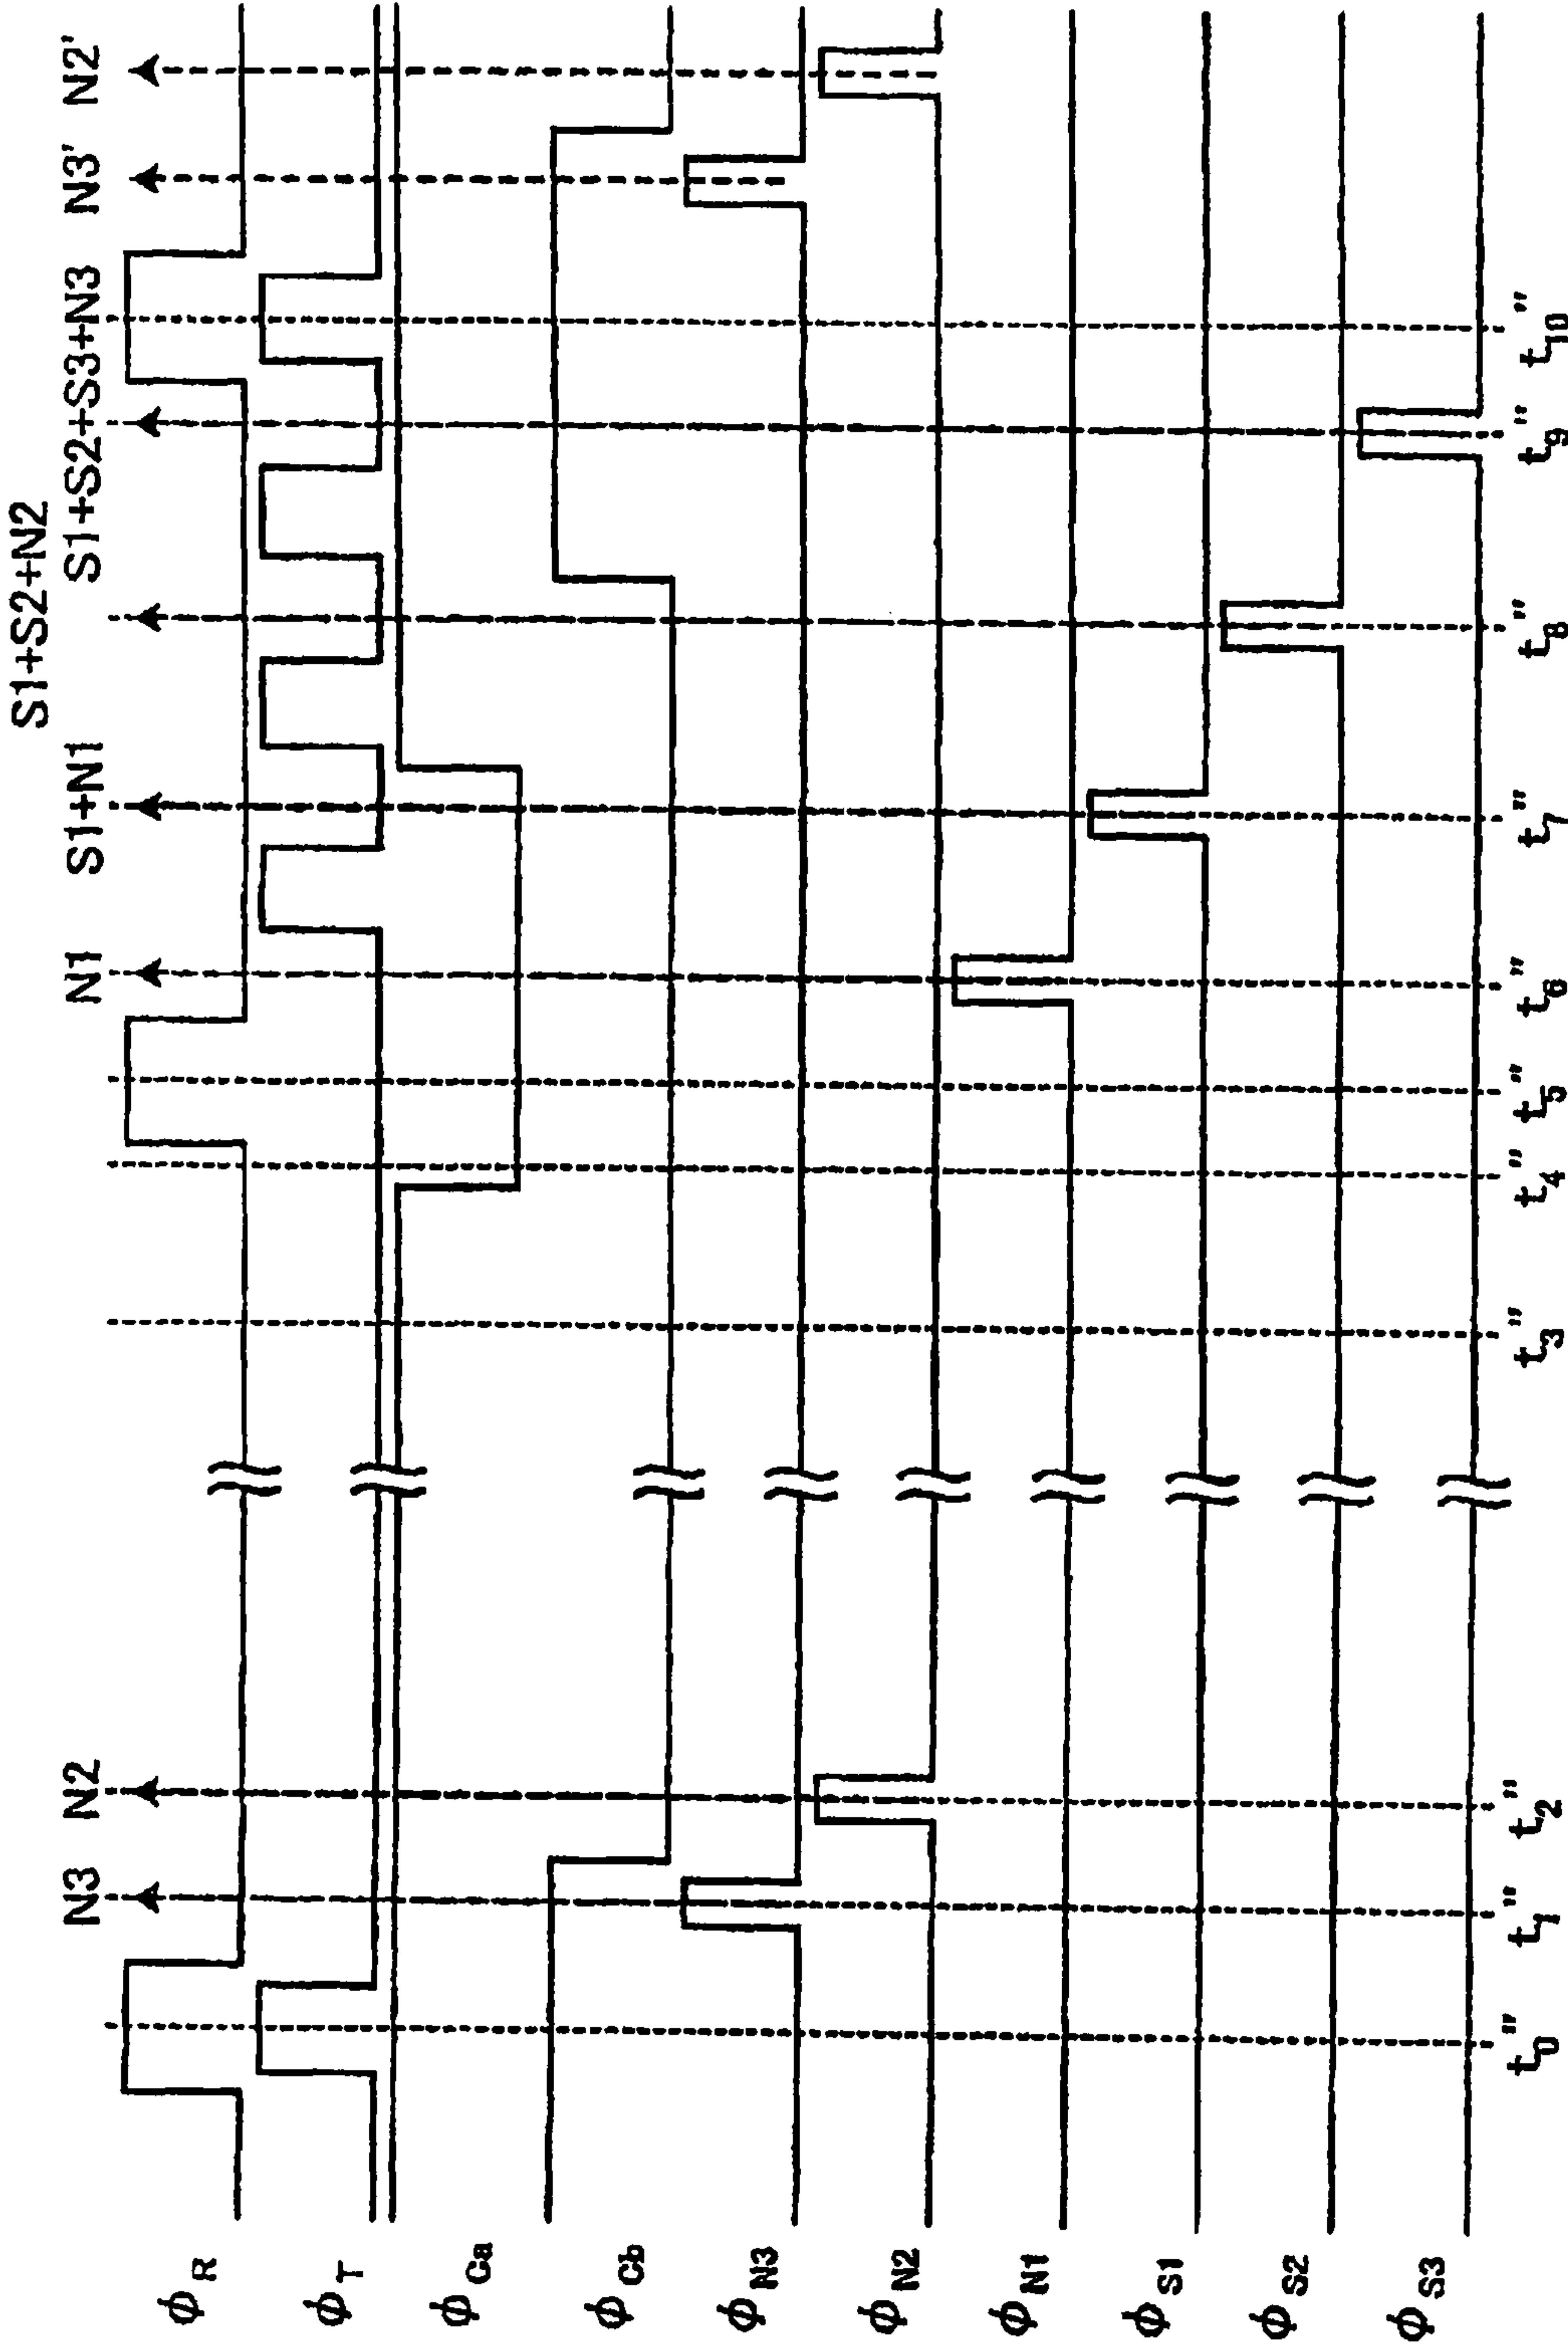 S1+S2+N2
N3 N2 N1 S1+N1 S1+S2+S3+N3 N3' N2'
ΦR
ΦT
ΦCa
ΦCb
ΦN3
ΦN2
ΦN1
ΦS1
ΦS2
ΦS3
t0" t1" t2" t3" t4" t5" t6" t7" t8" t9" t10"